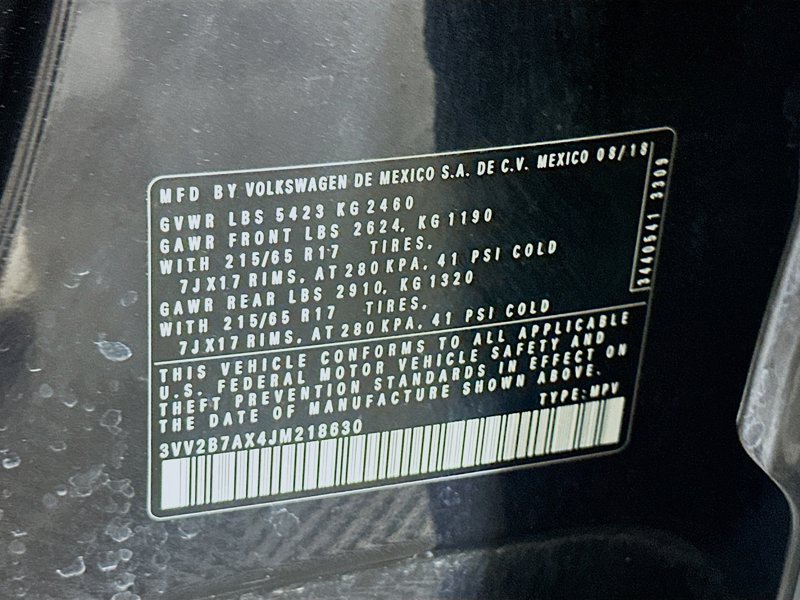 MFD BY VOLKSWAGEN DE MEXICO S.A. DE C.V. MEXICO 08/18
GVWR LBS 5423 KG 2460
GAWR FRONT LBS 2624, KG 1190
WITH 215/65 R17 TIRES,
7JX17 RIMS, AT 280 KPA, 41 PSI COLD
GAWR REAR LBS 2910, KG 1320
WITH 215/65 R17 TIRES,
7JX17 RIMS, AT 280 KPA, 41 PSI COLD
3440541 3309
THIS VEHICLE CONFORMS TO ALL APPLICABLE
U.S. FEDERAL MOTOR VEHICLE SAFETY AND
THEFT PREVENTION STANDARDS IN EFFECT ON
THE DATE OF MANUFACTURE SHOWN ABOVE.
TYPE: MPV
3VV2B7AX4JM218630